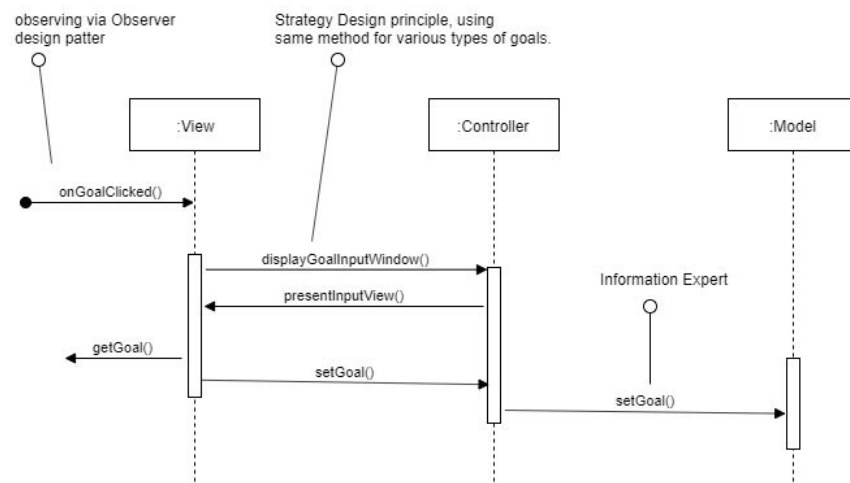 observing via Observer
design patter
Strategy Design principle, using
same method for various types of goals.
:View
:Controller
:Model
onGoalClicked()
displayGoalInputWindow()
Information Expert
presentInputView()
getGoal()
setGoal()
setGoal()